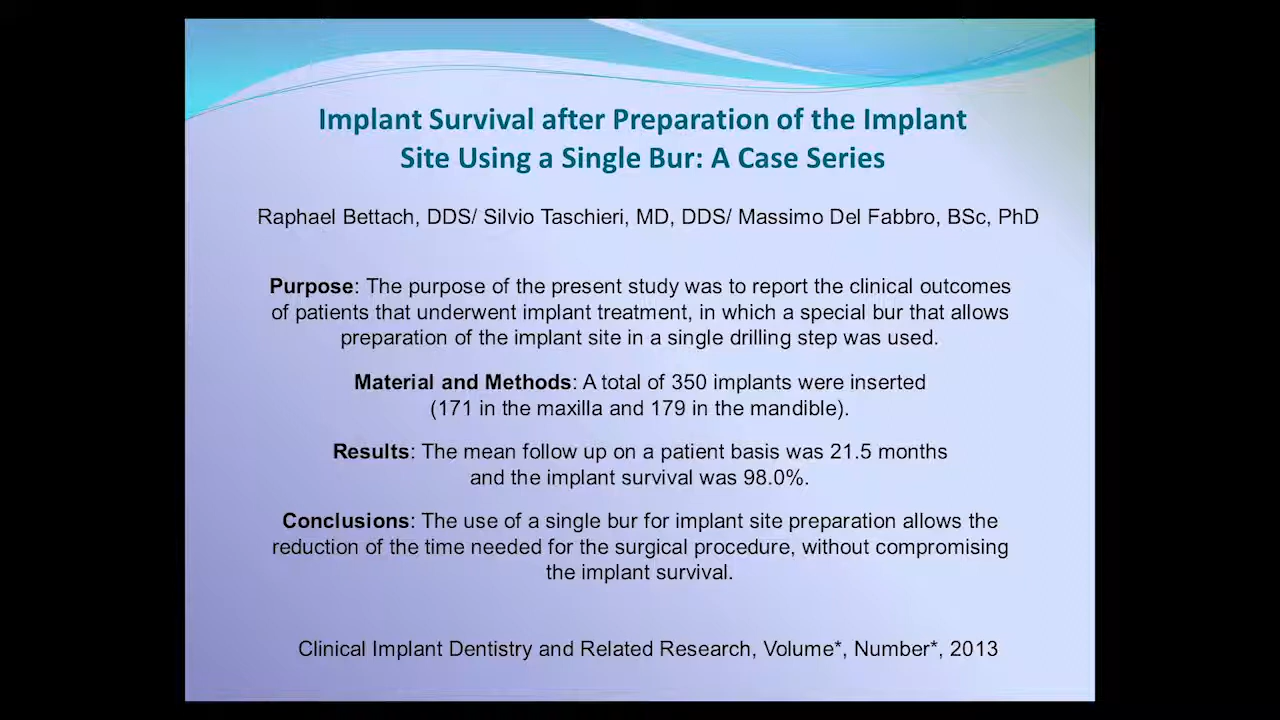 Implant Survival after Preparation of the Implant
Site Using a Single Bur: A Case Series
Raphael Bettach, DDS/ Silvio Taschieri, MD, DDS/ Massimo Del Fabbro, BSc, PhD
Purpose: The purpose of the present study was to report the clinical outcomes
of patients that underwent implant treatment, in which a special bur that allows
preparation of the implant site in a single drilling step was used.
Material and Methods: A total of 350 implants were inserted
(171 in the maxilla and 179 in the mandible).
Results: The mean follow up on a patient basis was 21.5 months
and the implant survival was 98.0%.
Conclusions: The use of a single bur for implant site preparation allows the
reduction of the time needed for the surgical procedure, without compromising
the implant survival.
Clinical Implant Dentistry and Related Research, Volume*, Number*, 2013